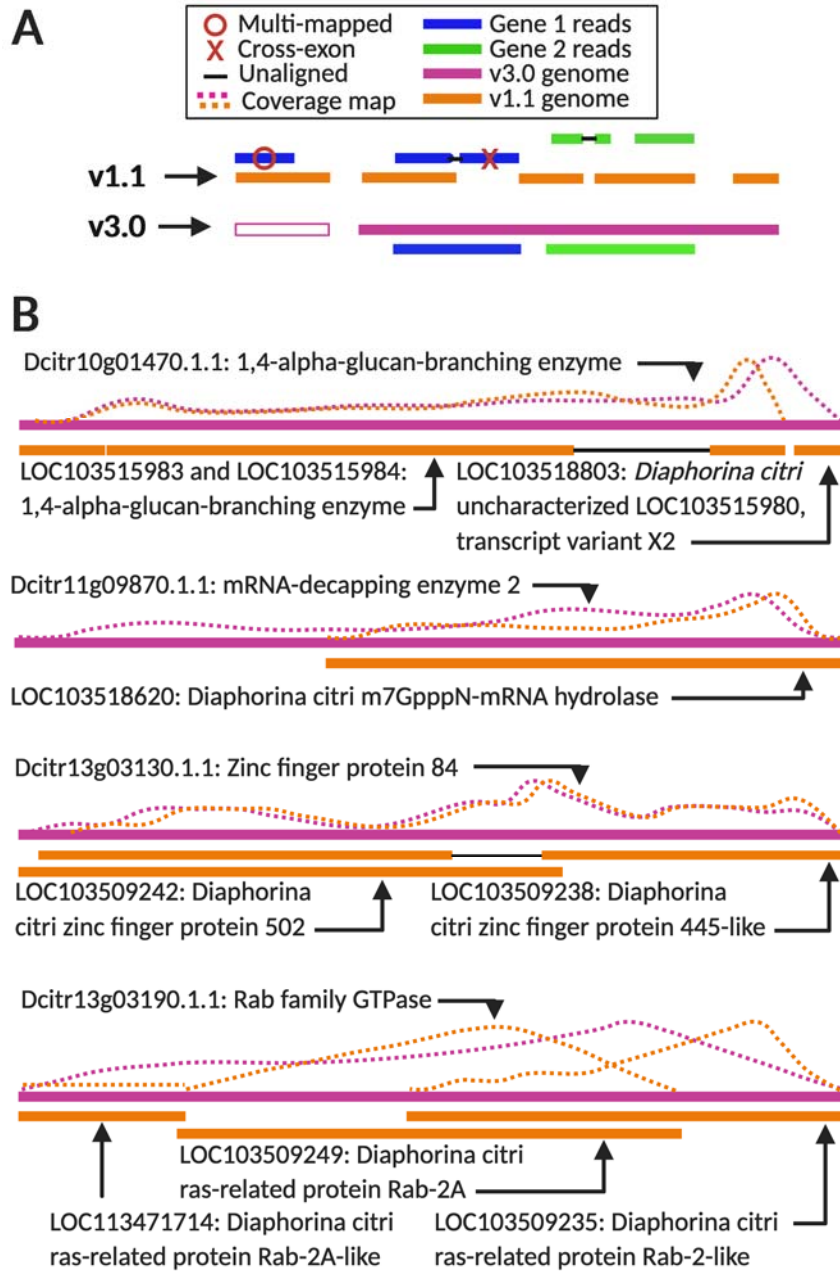 A
Multi-mapped
Gene 1 reads
X Cross-exon
Gene 2 reads
Unaligned
v3.0 genome
Coverage map
v1.1 genome
X
v1.1
v3.0
B
Dcitr10g01470.1.1: 1,4-alpha-glucan-branching enzyme
LOC103515983 and LOC103515984:
1,4-alpha-glucan-branching enzyme
LOC103518803: Diaphorina citri
uncharacterized LOC103515980,
transcript variant X2
Dcitr11g09870.1.1: mRNA-decapping enzyme 2
LOC103518620: Diaphorina citri m7GpppN-mRNA hydrolase
Dcitr13g03130.1.1: Zinc finger protein 84
LOC103509242: Diaphorina
citri zinc finger protein 502
LOC103509238: Diaphorina
citri zinc finger protein 445-like
Dcitr13g03190.1.1: Rab family GTPase
LOC103509249: Diaphorina citri
ras-related protein Rab-2A
LOC113471714: Diaphorina citri
ras-related protein Rab-2A-like
LOC103509235: Diaphorina citri
ras-related protein Rab-2-like